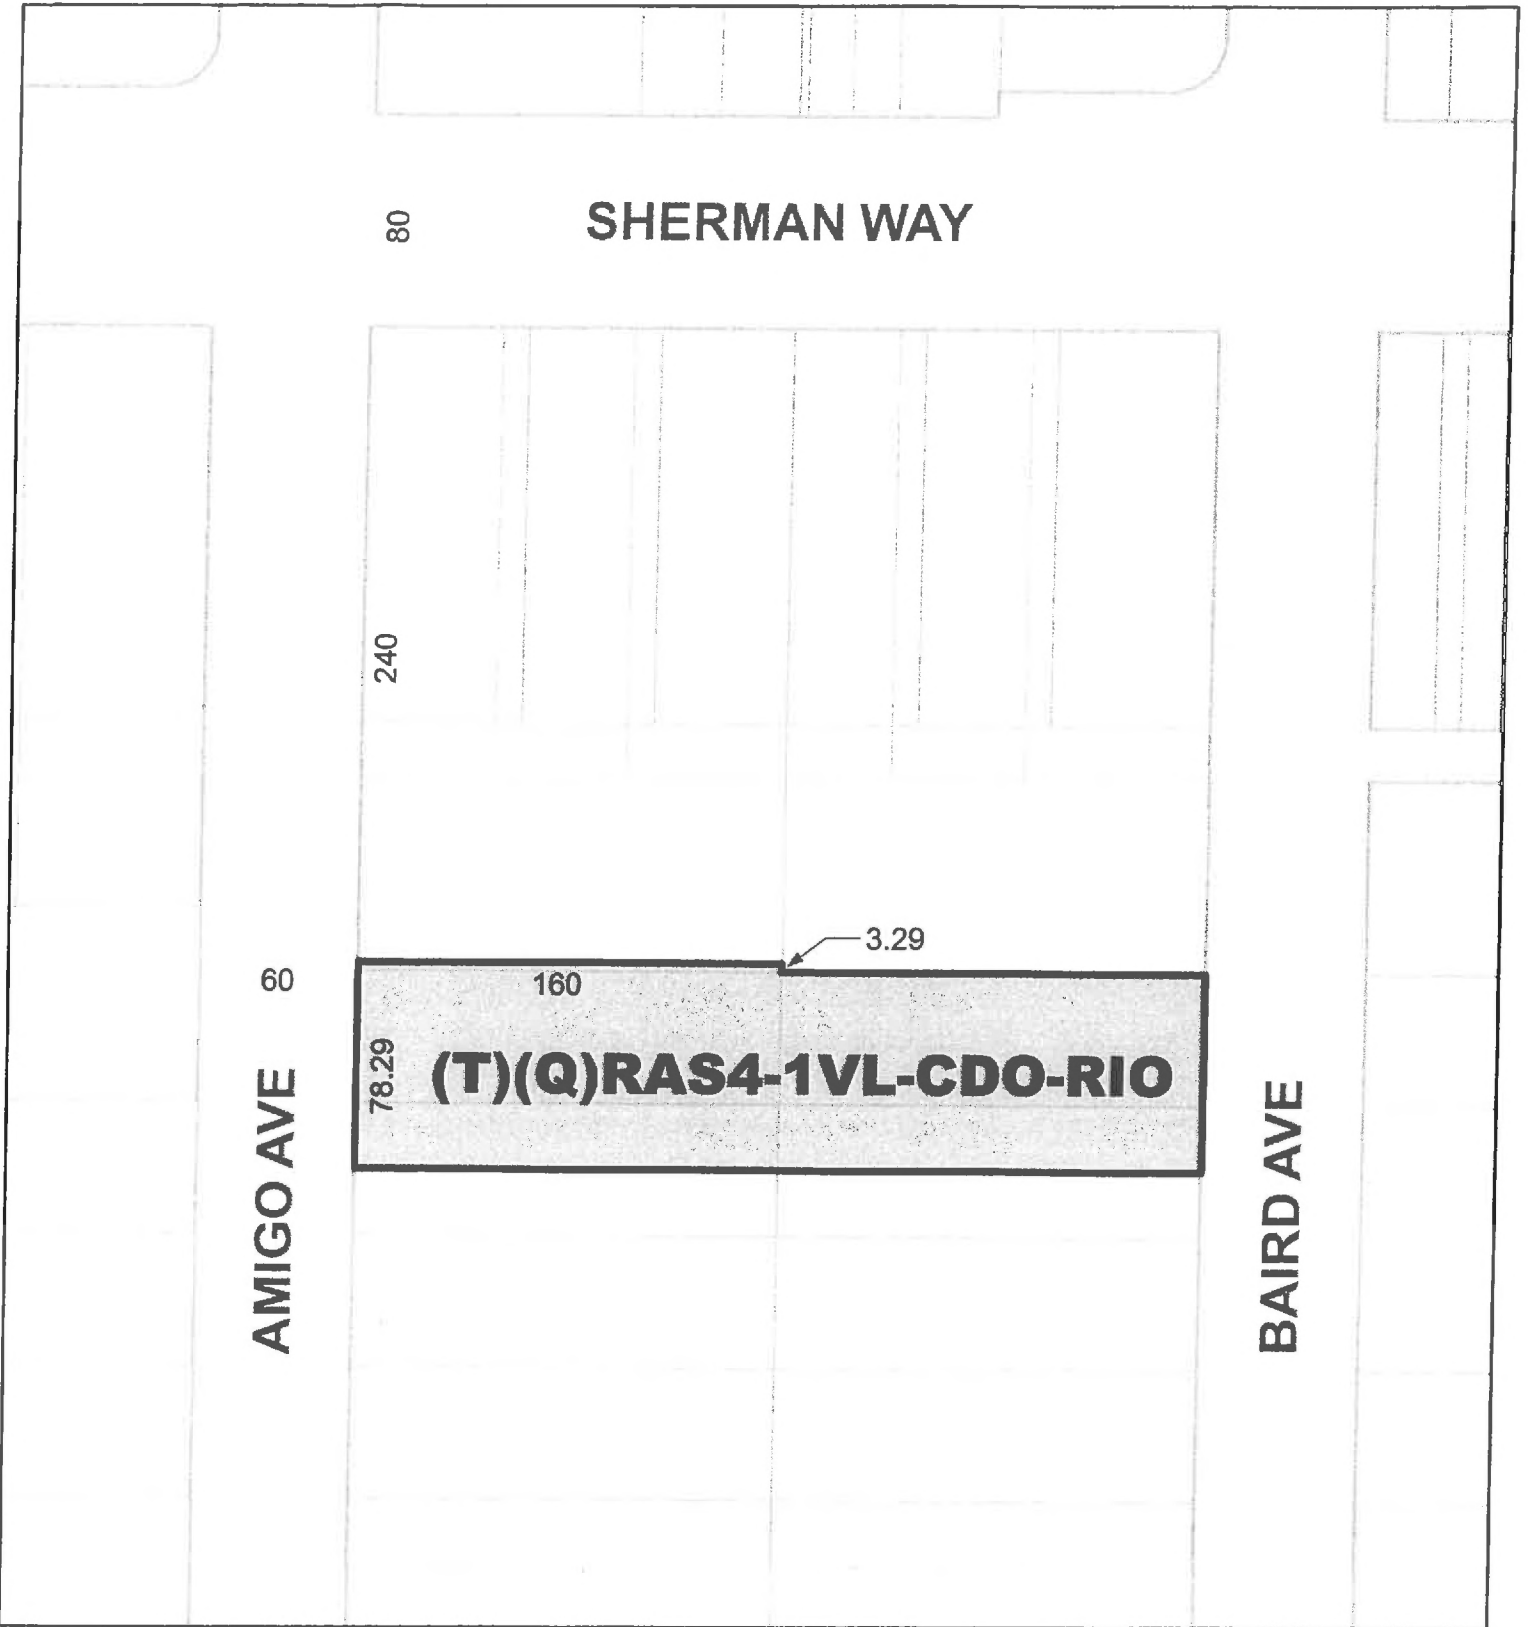 SHERMAN WAY
80
240
3.29
60
160
78.29
(T)(Q)RAS4-1VL-CDO-RIO
AMIGO AVE
BAIRD AVE